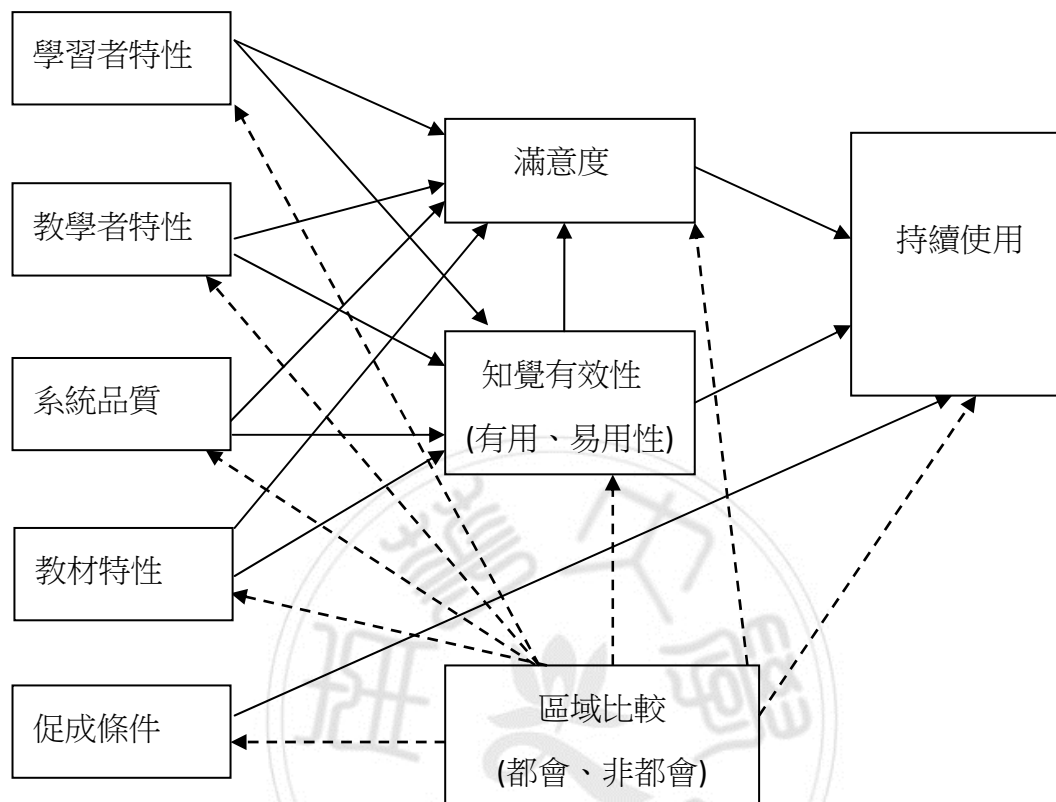 學習者特性
滿意度
持續使用
教學者特性
知覺有效性
(有用、易用性)
系統品質
教材特性
區域比較
(都會、非都會)
促成條件